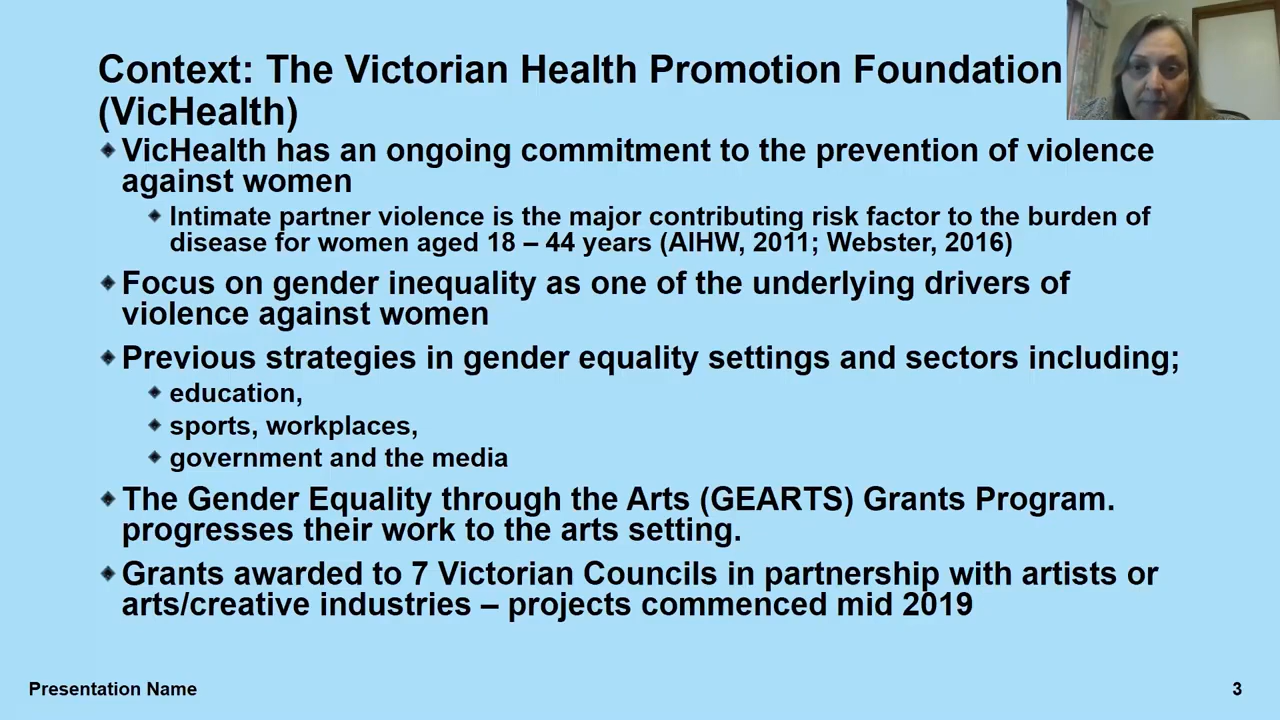 Context: The Victorian Health Promotion Foundation
(VicHealth)
VicHealth has an ongoing commitment to the prevention of violence
against women
Intimate partner violence is the major contributing risk factor to the burden of
disease for women aged 18 – 44 years (AIHW, 2011; Webster, 2016)
Focus on gender inequality as one of the underlying drivers of
violence against women
Previous strategies in gender equality settings and sectors including;
education,
sports, workplaces,
government and the media
The Gender Equality through the Arts (GEARTS) Grants Program.
progresses their work to the arts setting.
Grants awarded to 7 Victorian Councils in partnership with artists or
arts/creative industries – projects commenced mid 2019
Presentation Name
3